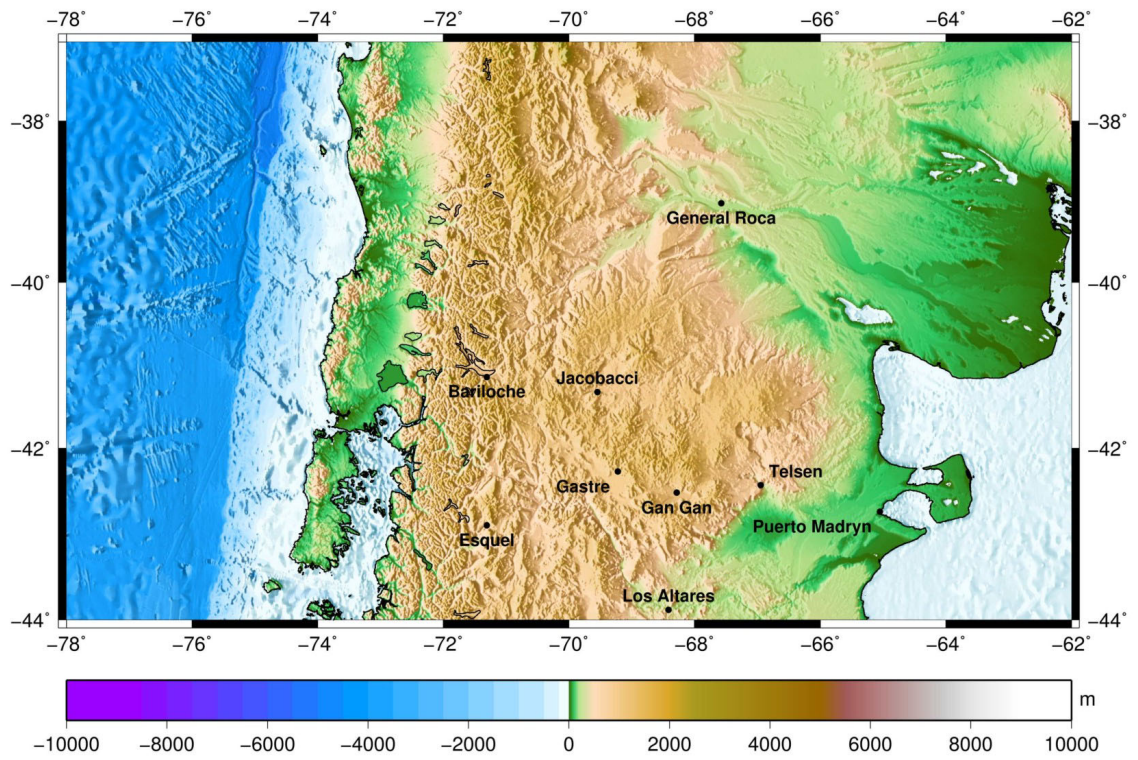 −78˚ −76˚ −74˚ −72˚ −70˚ −68˚ −66˚ −64˚ −62˚
−38˚ −38˚
General Roca
−40˚ −40˚
Jacobacci
Bariloche
−42˚ −42˚
Telsen
Gastre
Gan Gan
Puerto Madryn
Esquel
Los Altares
−44˚ −44˚
−78˚ −76˚ −74˚ −72˚ −70˚ −68˚ −66˚ −64˚ −62˚
m
−10000 −8000 −6000 −4000 −2000 0 2000 4000 6000 8000 10000